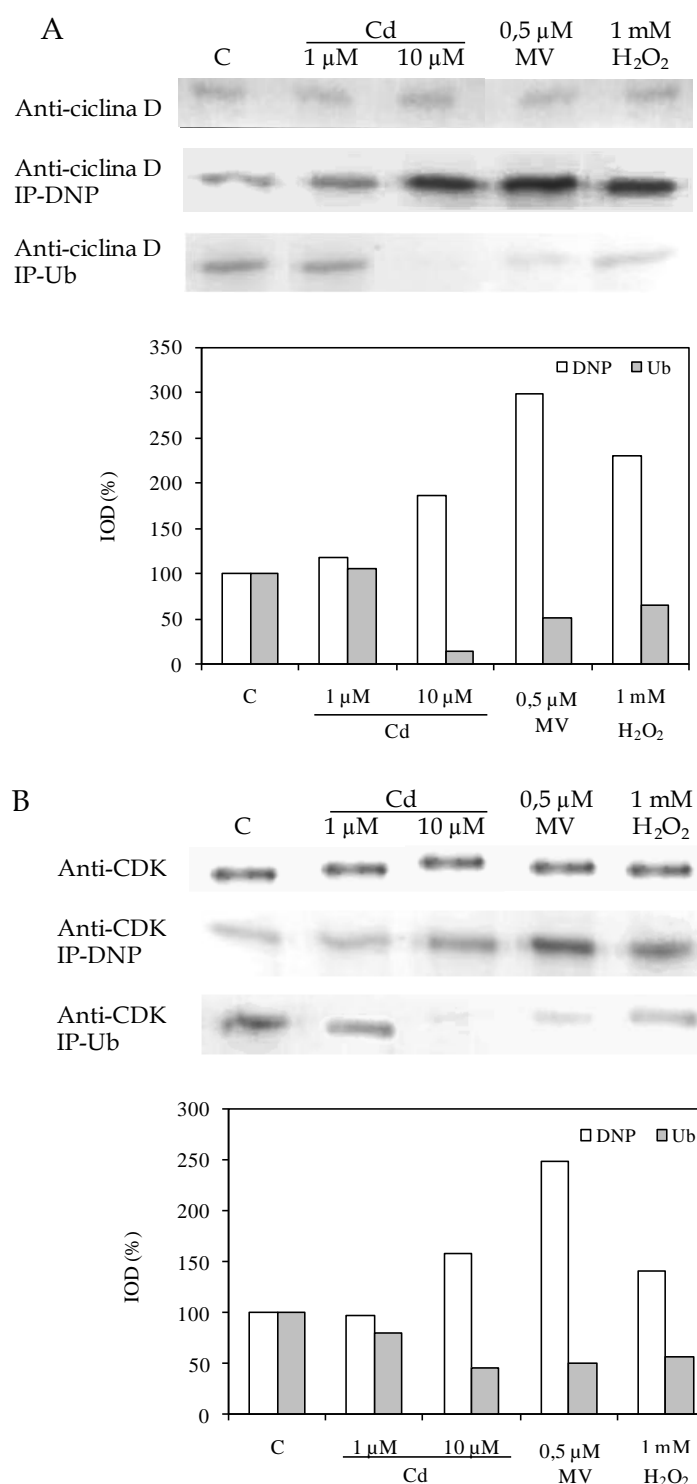 A
Cd
0,5 µM
1 mM
C
1 µM
10 µM
MV
H₂O₂
Anti-ciclina D
Anti-ciclina D
IP-DNP
Anti-ciclina D
IP-Ub
350
300
250
200
150
100
50
0
IOD (%)
DNP
Ub
C
1 µM
10 µM
0,5 µM
1 mM
Cd
MV
H₂O₂
B
Cd
0,5 µM
1 mM
C
1 µM
10 µM
MV
H₂O₂
Anti-CDK
Anti-CDK
IP-DNP
Anti-CDK
IP-Ub
300
250
200
150
100
50
0
IOD (%)
DNP
Ub
C
1 µM
10 µM
0,5 µM
1 mM
Cd
MV
H₂O₂